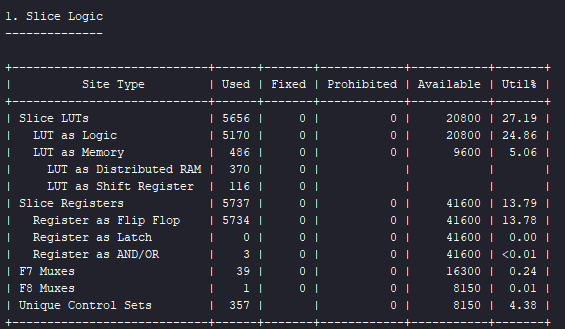 1. Slice Logic
--------------
+----------------------------+------+-------+------------+-----------+-------+
|          Site Type         | Used | Fixed | Prohibited | Available | Util% |
+----------------------------+------+-------+------------+-----------+-------+
| Slice LUTs                 | 5656 |     0 |          0 |     20800 | 27.19 |
|   LUT as Logic             | 5170 |     0 |          0 |     20800 | 24.86 |
|   LUT as Memory            |  486 |     0 |          0 |      9600 |  5.06 |
|     LUT as Distributed RAM |  370 |     0 |            |           |       |
|     LUT as Shift Register  |  116 |     0 |            |           |       |
| Slice Registers            | 5737 |     0 |          0 |     41600 | 13.79 |
|   Register as Flip Flop    | 5734 |     0 |          0 |     41600 | 13.78 |
|   Register as Latch        |    0 |     0 |          0 |     41600 |  0.00 |
|   Register as AND/OR       |    3 |     0 |          0 |     41600 | <0.01 |
| F7 Muxes                   |   39 |     0 |          0 |     16300 |  0.24 |
| F8 Muxes                   |    1 |     0 |          0 |      8150 |  0.01 |
| Unique Control Sets        |  357 |       |          0 |      8150 |  4.38 |
+----------------------------+------+-------+------------+-----------+-------+